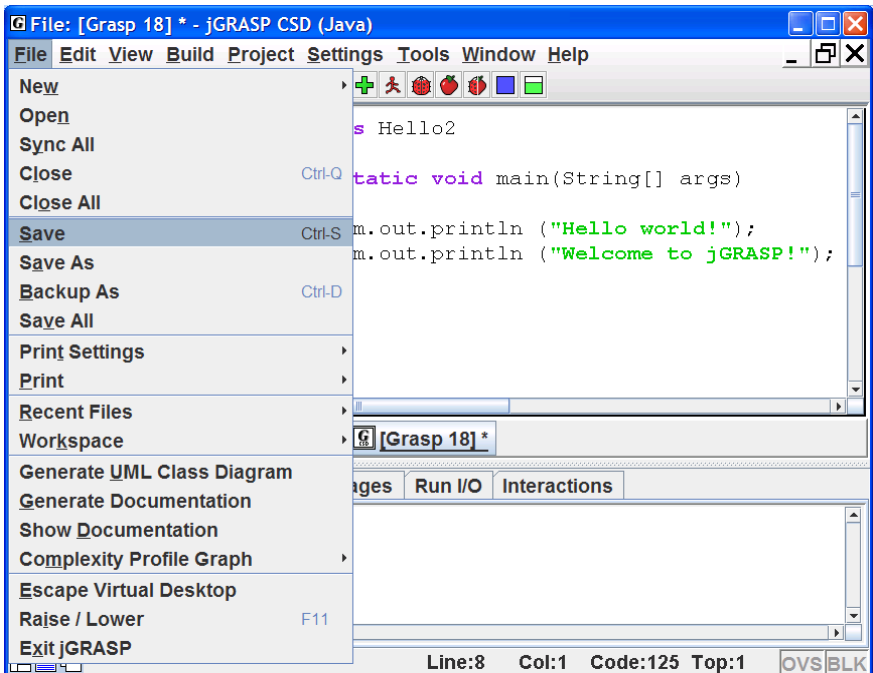 File: [Grasp 18] * - jGRASP CSD (Java)
File Edit View Build Project Settings Tools Window Help
New
Open
Sync All
Close Ctrl-Q
Close All
Save Ctrl-S
Save As
Backup As Ctrl-D
Save All
Print Settings
Print
Recent Files
Workspace
Generate UML Class Diagram
Generate Documentation
Show Documentation
Complexity Profile Graph
Escape Virtual Desktop
Raise / Lower F11
Exit jGRASP
s Hello2
tatic void main(String[] args)
m.out.println ("Hello world!");
m.out.println ("Welcome to jGRASP!");
[Grasp 18] *
ages Run I/O Interactions
Line:8 Col:1 Code:125 Top:1 OVS BLK